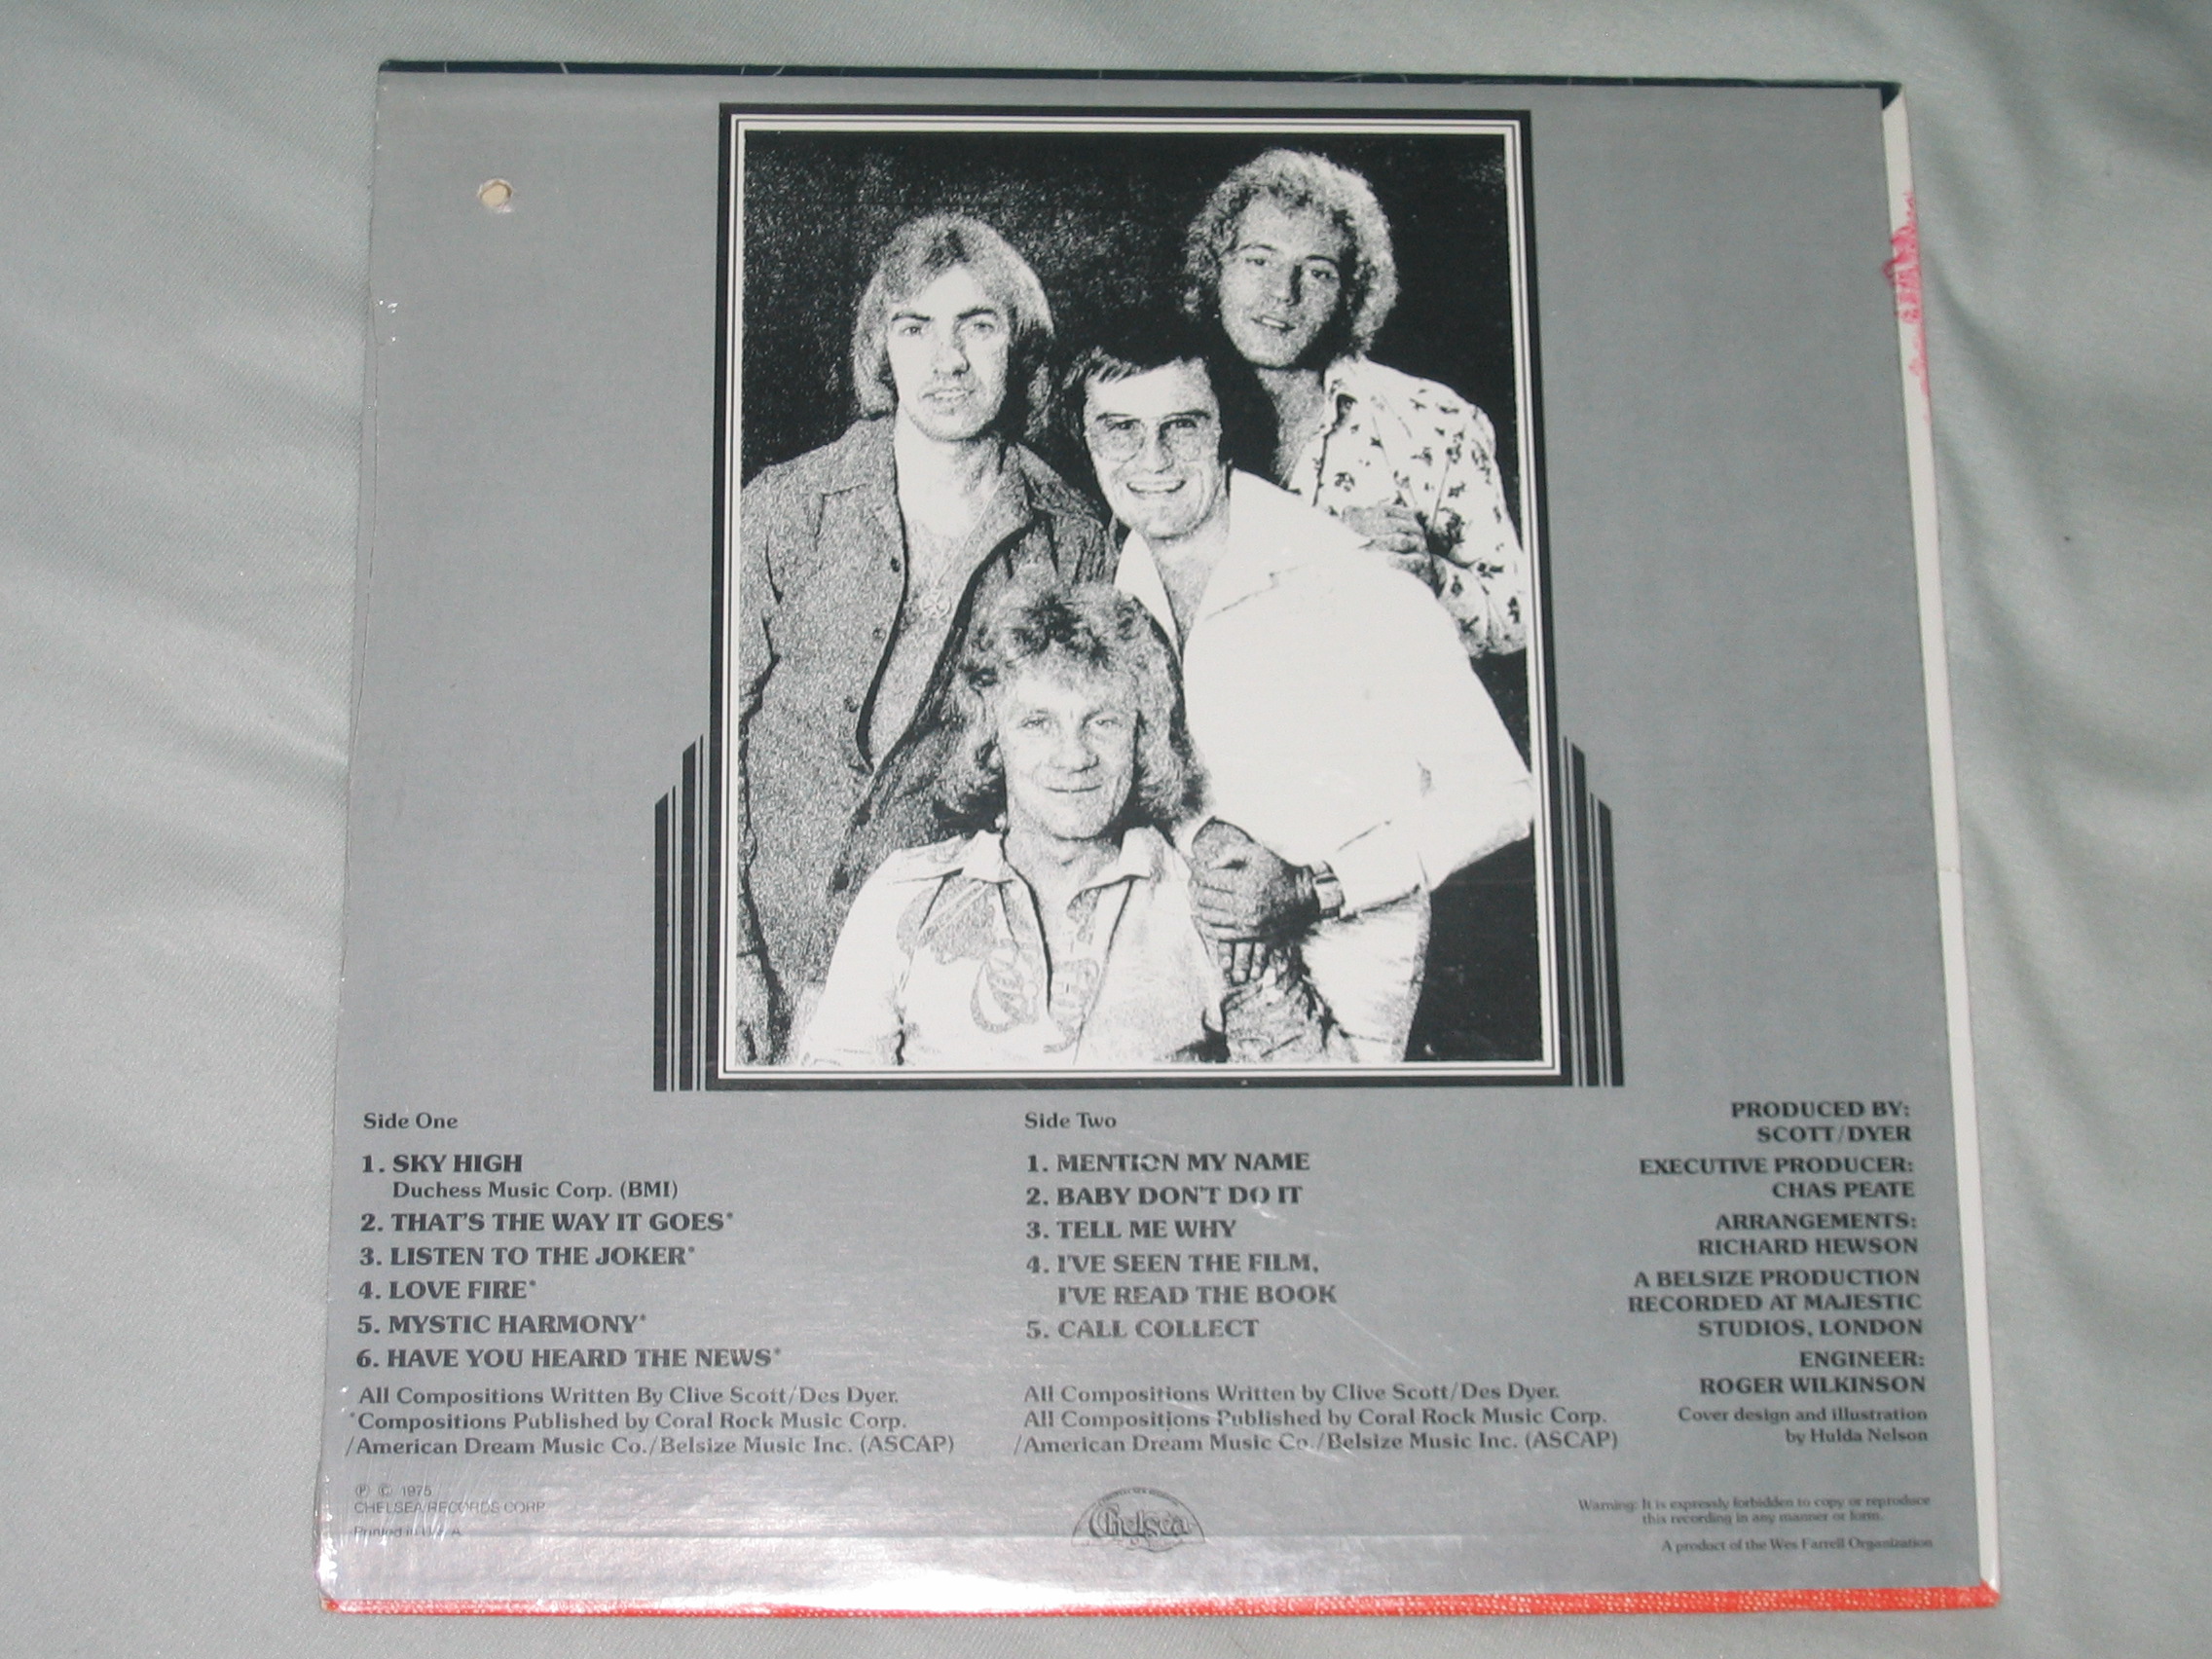 Side One
1. SKY HIGH
Duchess Music Corp. (BMI)
2. THAT'S THE WAY IT GOES*
3. LISTEN TO THE JOKER*
4. LOVE FIRE*
5. MYSTIC HARMONY*
6. HAVE YOU HEARD THE NEWS*
All Compositions Written By Clive Scott/Des Dyer.
*Compositions Published by Coral Rock Music Corp.
/American Dream Music Co./Belsize Music Inc. (ASCAP)
℗ © 1975
CHELSEA RECORDS CORP.
Printed in U.S.A.
Side Two
1. MENTION MY NAME
2. BABY DON'T DO IT
3. TELL ME WHY
4. I'VE SEEN THE FILM,
I'VE READ THE BOOK
5. CALL COLLECT
All Compositions Written by Clive Scott/Des Dyer.
All Compositions Published by Coral Rock Music Corp.
/American Dream Music Co./Belsize Music Inc. (ASCAP)
Chelsea
PRODUCED BY:
SCOTT/DYER
EXECUTIVE PRODUCER:
CHAS PEATE
ARRANGEMENTS:
RICHARD HEWSON
A BELSIZE PRODUCTION
RECORDED AT MAJESTIC
STUDIOS, LONDON
ENGINEER:
ROGER WILKINSON
Cover design and illustration
by Hulda Nelson
Warning: It is expressly forbidden to copy or reproduce
this recording in any manner or form.
A product of the Wes Farrell Organization